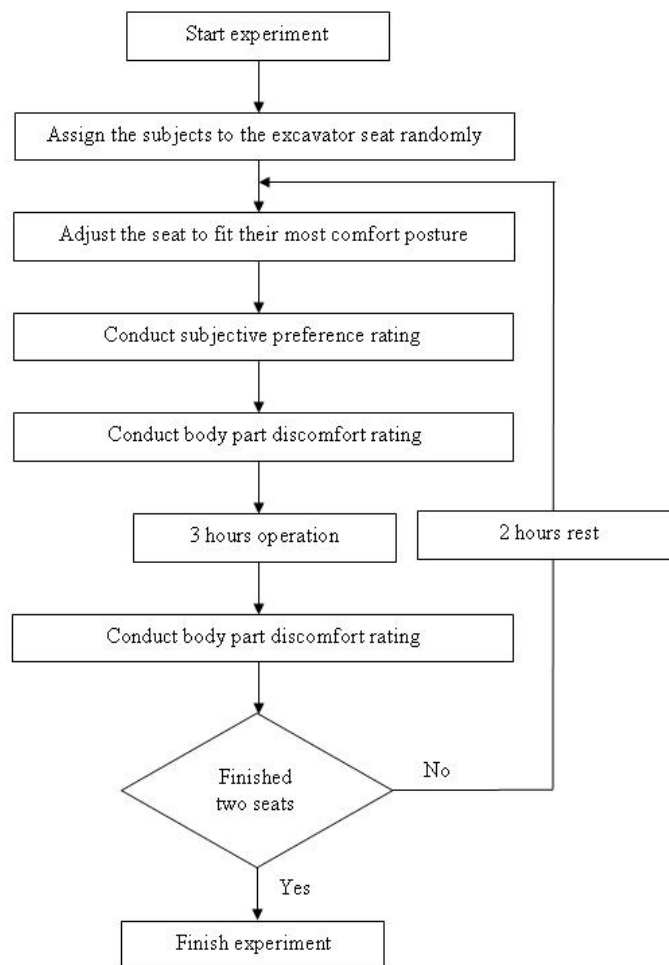 Start experiment
Assign the subjects to the excavator seat randomly
Adjust the seat to fit their most comfort posture
Conduct subjective preference rating
Conduct body part discomfort rating
3 hours operation
2 hours rest
Conduct body part discomfort rating
Finished
two seats
No
Yes
Finish experiment